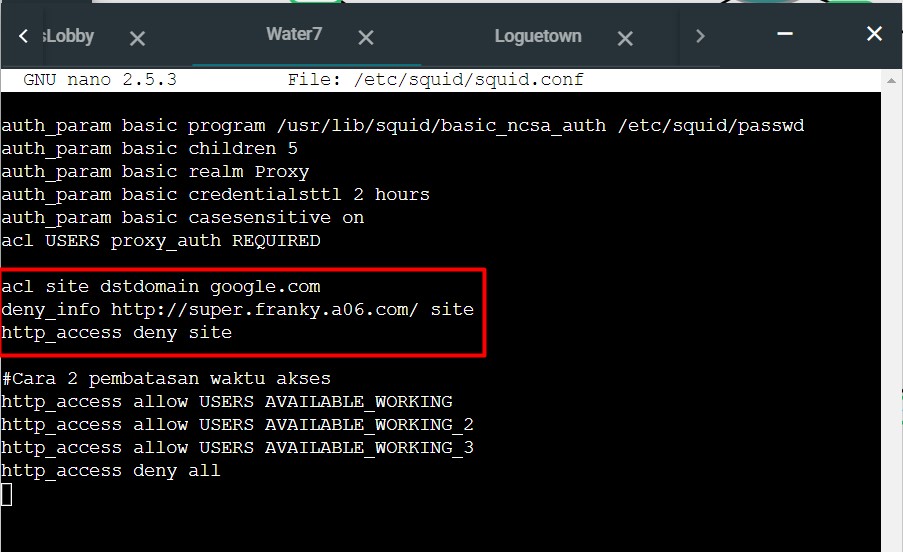 sLobby
Water7
Loguetown
GNU nano 2.5.3 File: /etc/squid/squid.conf
auth_param basic program /usr/lib/squid/basic_ncsa_auth /etc/squid/passwd
auth_param basic children 5
auth_param basic realm Proxy
auth_param basic credentialsttl 2 hours
auth_param basic casesensitive on
acl USERS proxy_auth REQUIRED
acl site dstdomain google.com
deny_info http://super.franky.a06.com/ site
http_access deny site
#Cara 2 pembatasan waktu akses
http_access allow USERS AVAILABLE_WORKING
http_access allow USERS AVAILABLE_WORKING_2
http_access allow USERS AVAILABLE_WORKING_3
http_access deny all